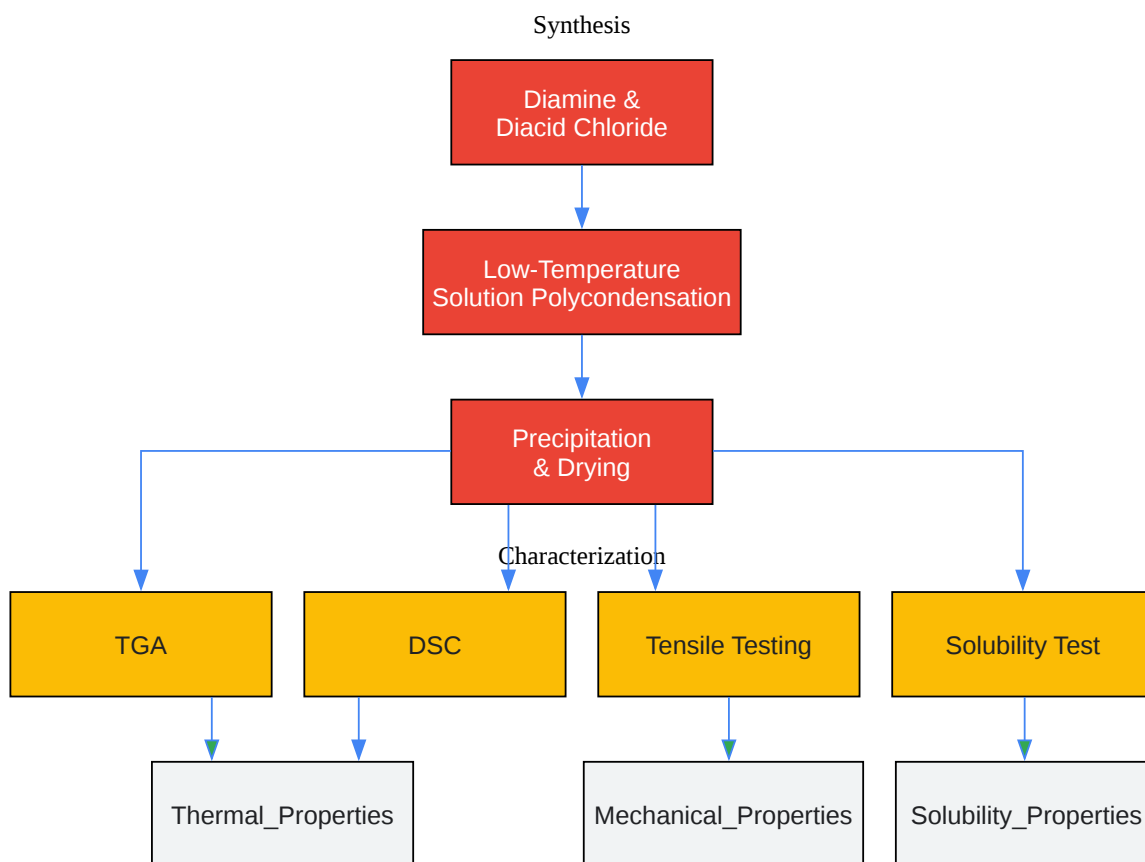 Synthesis
Diamine &
Diacid Chloride
Low-Temperature
Solution Polycondensation
Precipitation
& Drying
Characterization
TGA
DSC
Tensile Testing
Solubility Test
Thermal_Properties
Mechanical_Properties
Solubility_Properties